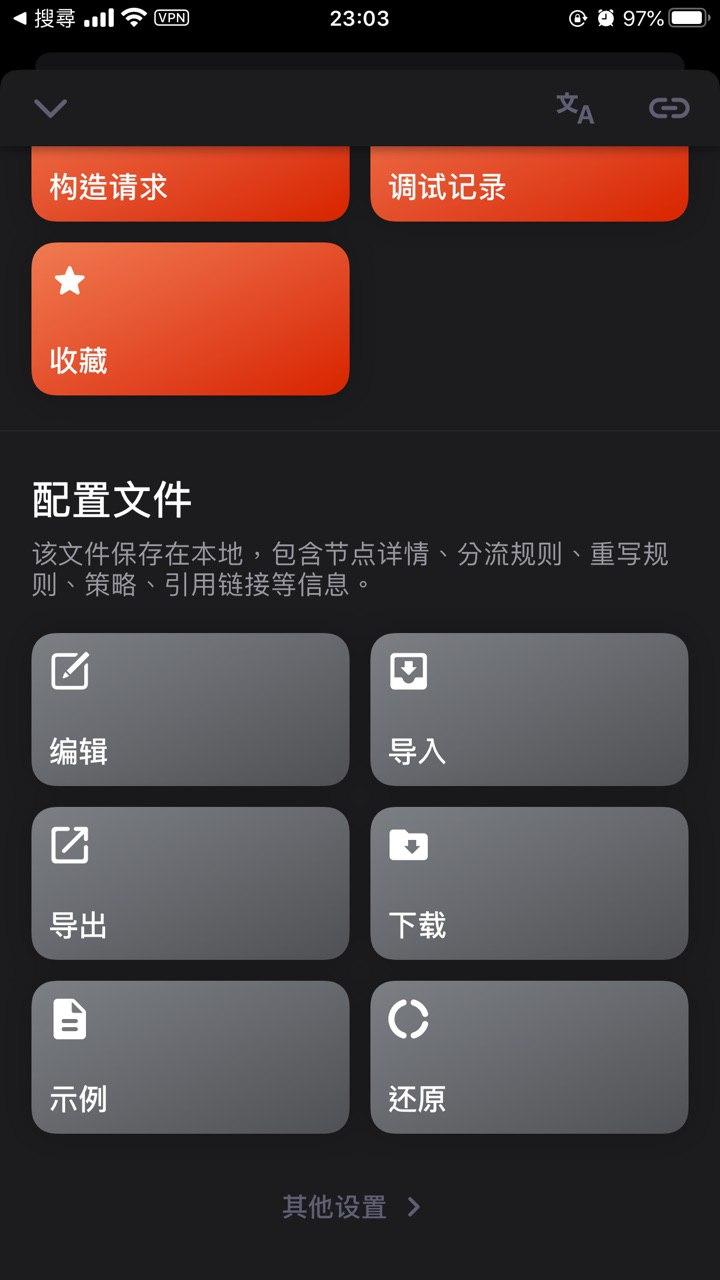 搜尋 VPN 23:03 97%
文A
构造请求 调试记录
收藏
配置文件
该文件保存在本地，包含节点详情、分流规则、重写规
则、策略、引用链接等信息。
编辑 导入
导出 下载
示例 还原
其他设置